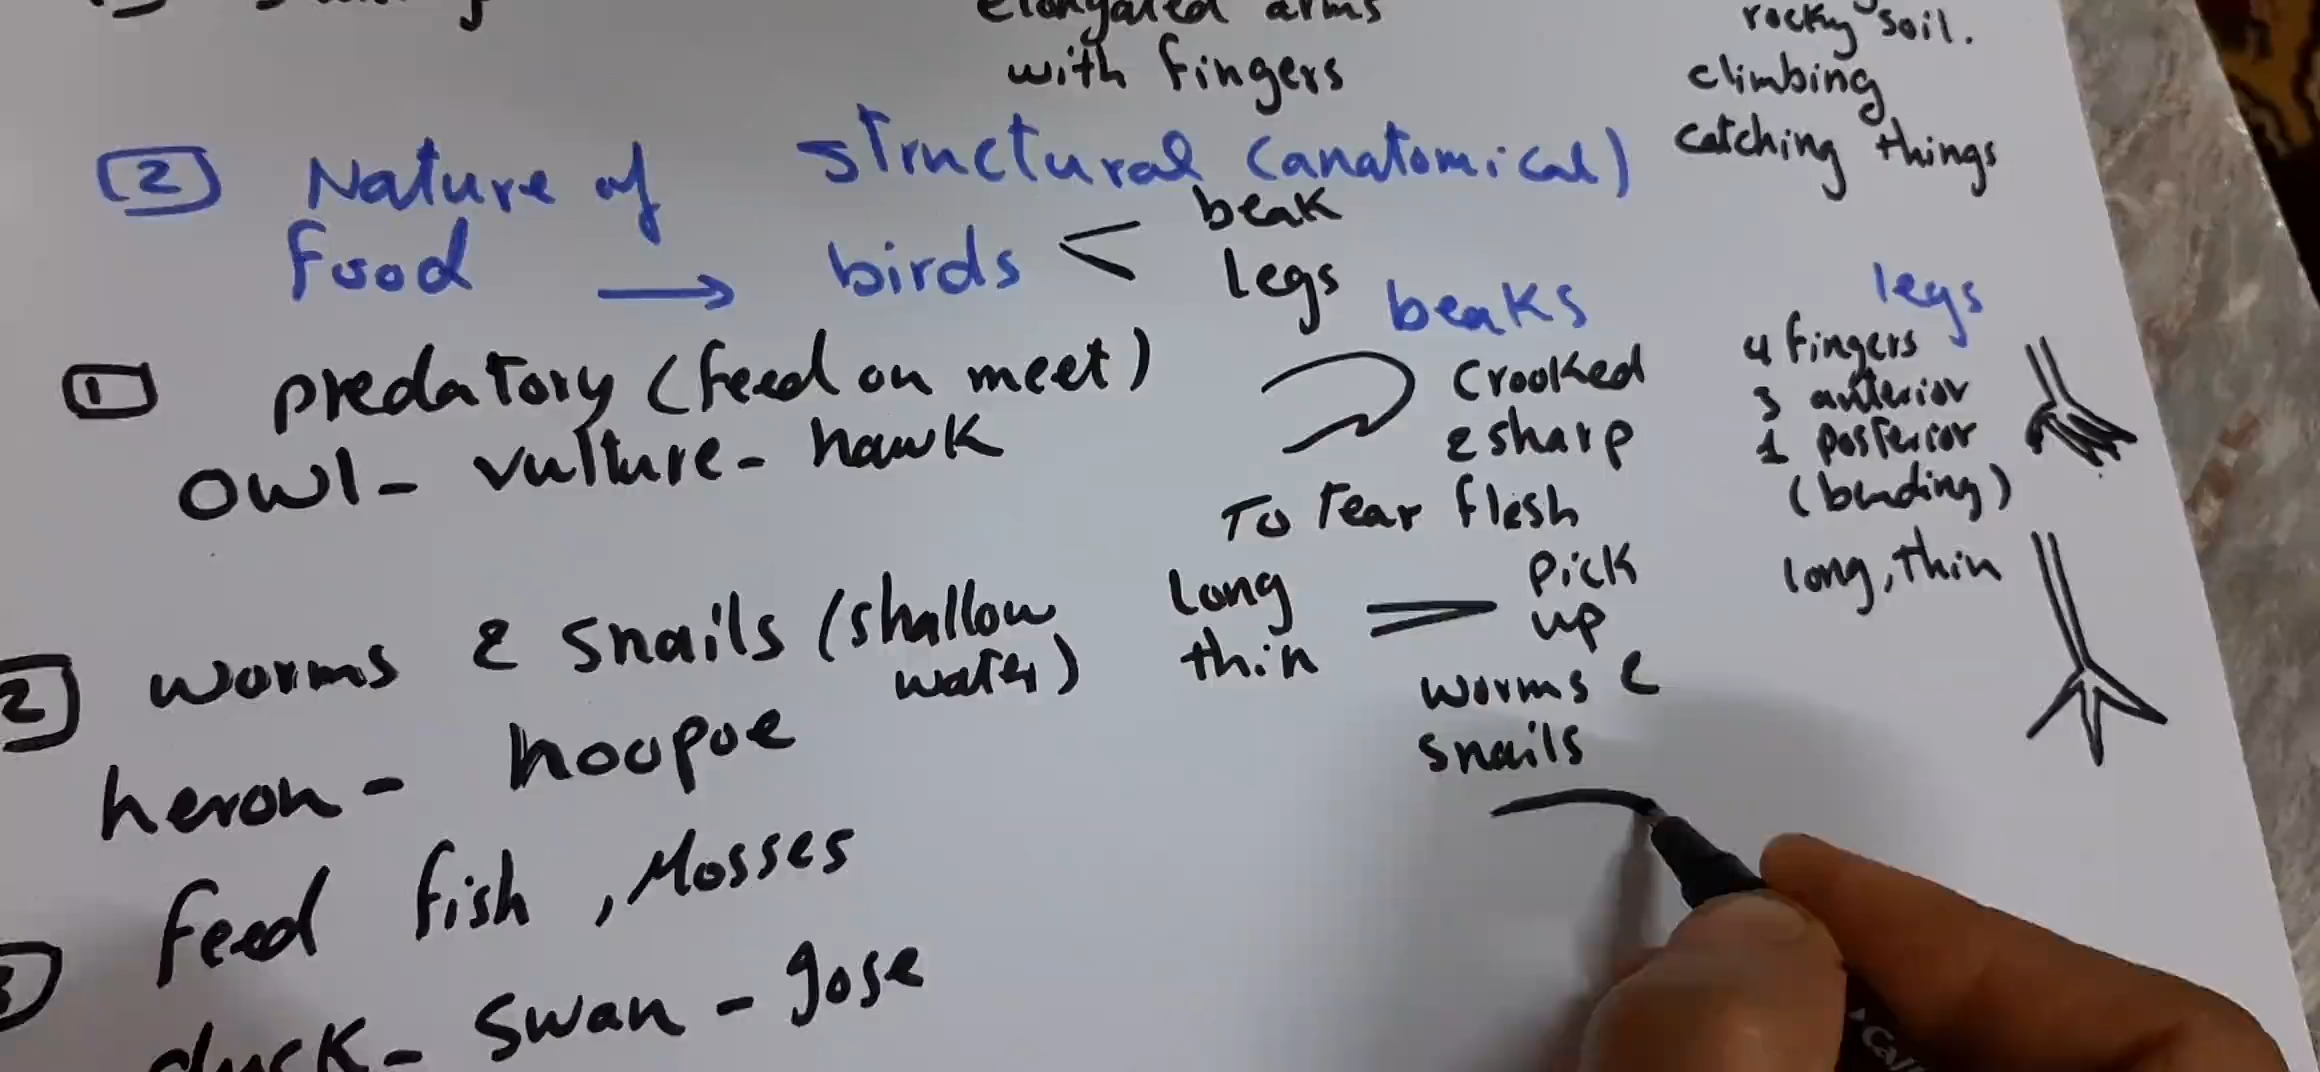 elongated arms
with fingers
rocky soil.
climbing
catching things
2 Nature of
food → birds
structural (anatomical)
beak
legs
beaks
legs
1 predatory (feed on meet)
owl - vulture - hawk
crooked
& sharp
To tear flesh
4 fingers
3 anterior
1 posterior
(bending)
2 worms & snails (shallow
water)
heron - hoopoe
long
thin
pick
up
worms &
snails
long, thin
feed fish, Mosses
duck - swan - gose